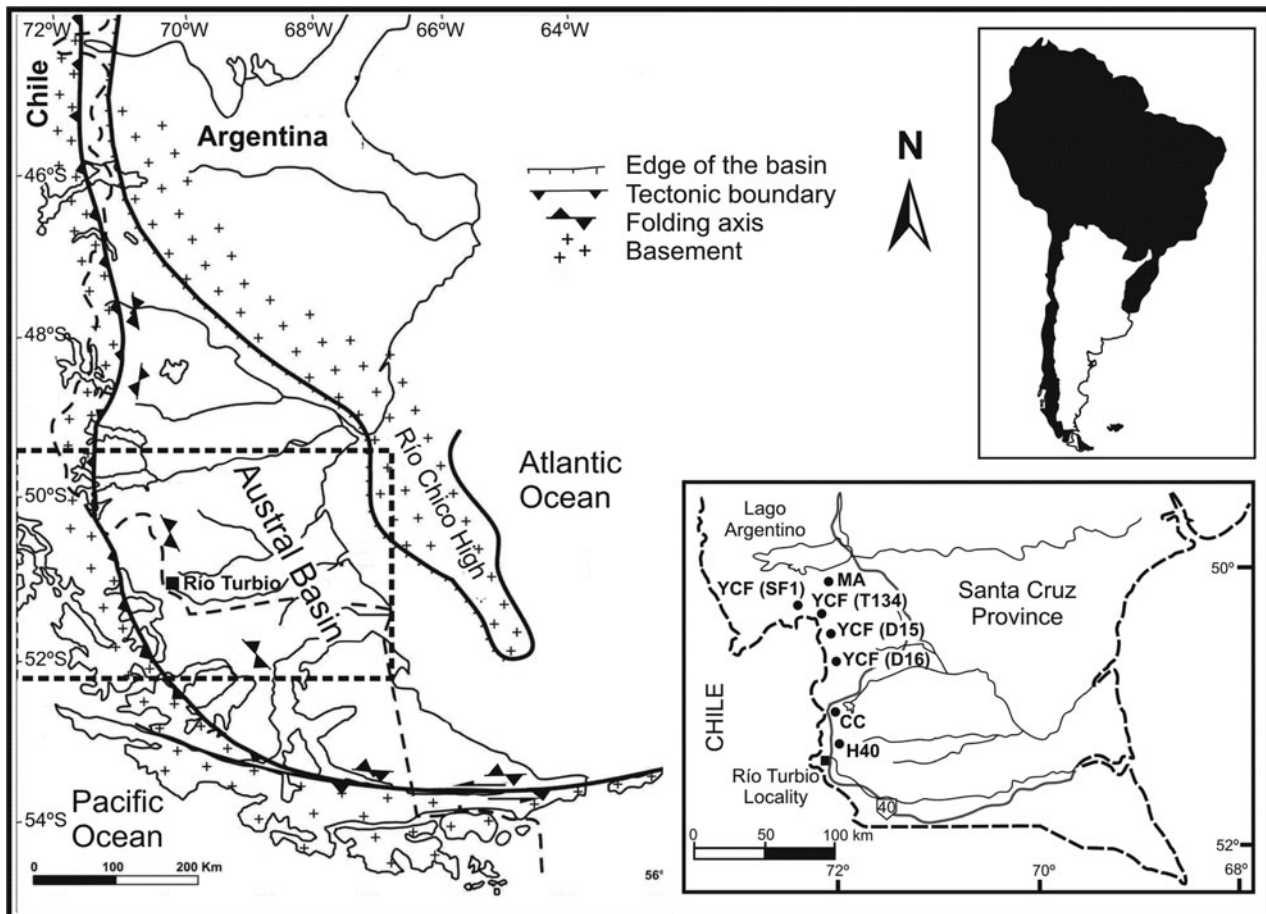 72ºW
70ºW
68ºW
66ºW
64ºW
Chile
Argentina
46ºS
48ºS
50ºS
52ºS
54ºS
56°
Edge of the basin
Tectonic boundary
Folding axis
Basement
N
Río Chico High
Atlantic
Ocean
Austral Basin
Río Turbio
Pacific
Ocean
0
100
200 Km
Lago
Argentino
50º
MA
YCF (SF1)
YCF (T134)
Santa Cruz
Province
YCF (D15)
YCF (D16)
CHILE
CC
H40
Río Turbio
Locality
40
0
50
100 km
52º
72º
70º
68º